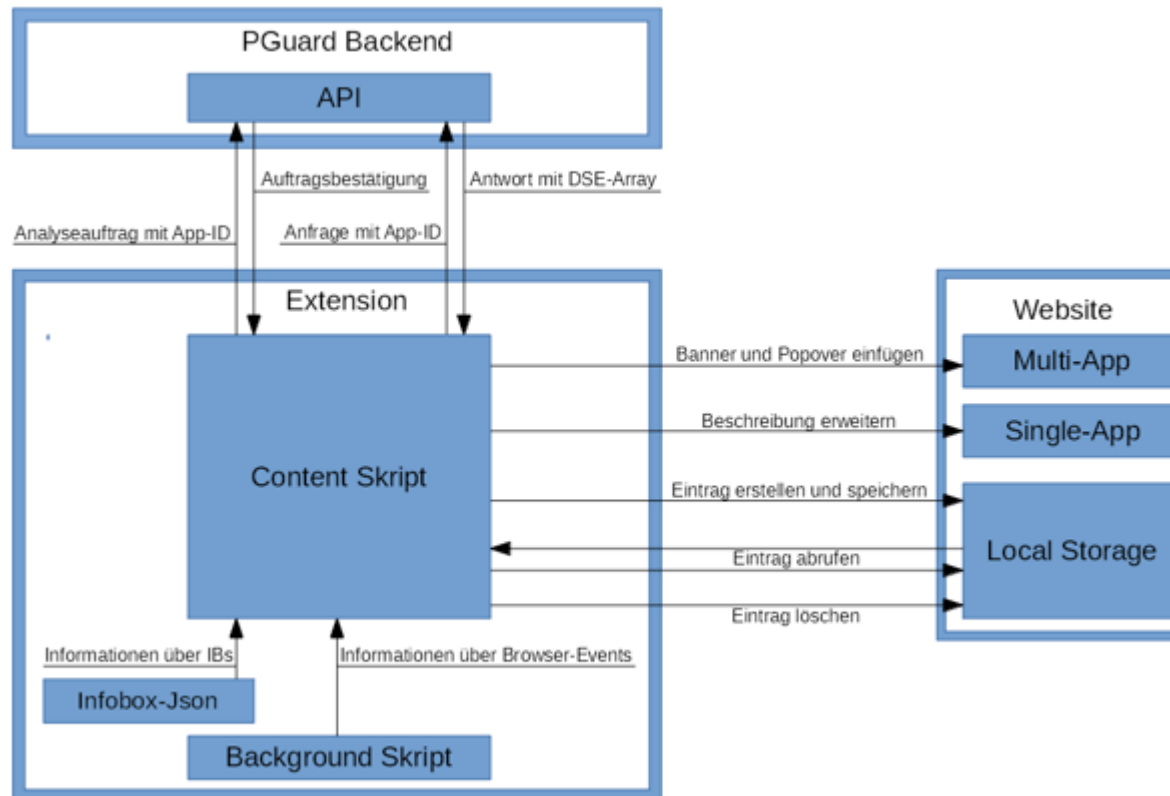 PGuard Backend
API
Auftragsbestätigung
Antwort mit DSE-Array
Analyseauftrag mit App-ID
Anfrage mit App-ID
Extension
Website
Content Skript
Banner und Popover einfügen
Multi-App
Beschreibung erweitern
Single-App
Eintrag erstellen und speichern
Local Storage
Eintrag abrufen
Eintrag löschen
Informationen über IBs
Informationen über Browser-Events
Infobox-Json
Background Skript